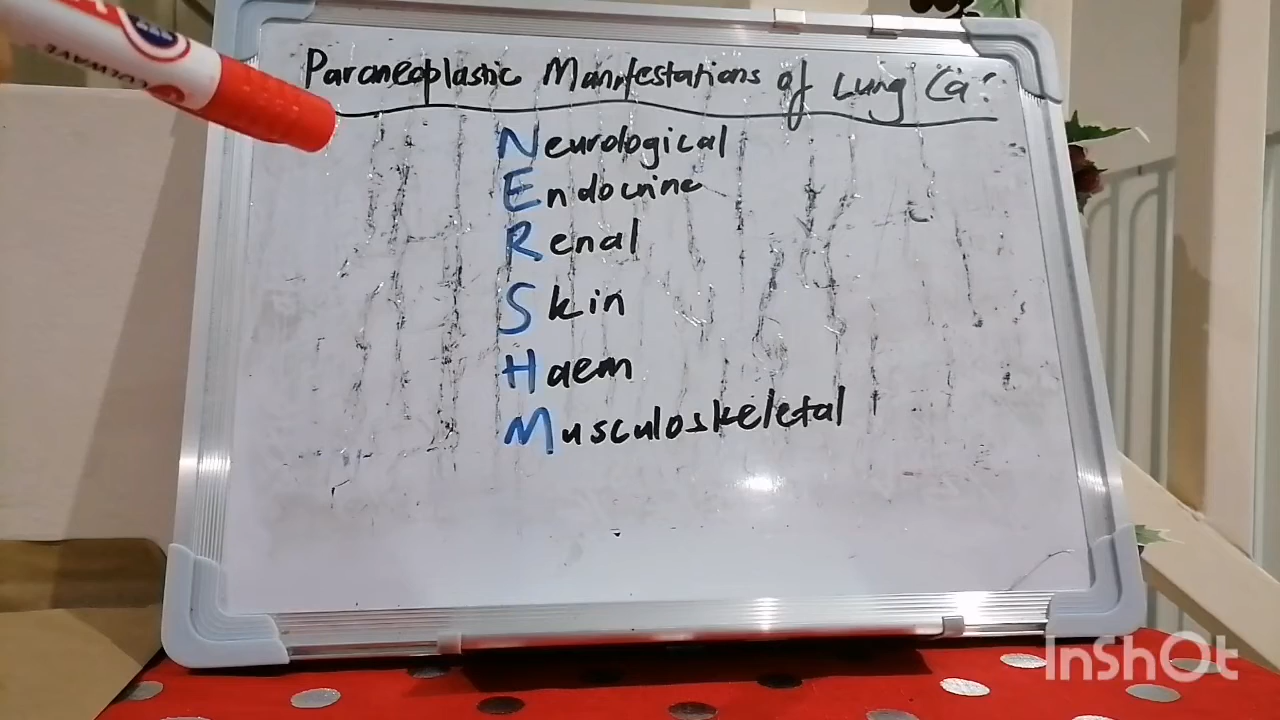 Paraneoplastic Manifestations of Lung Ca:
Neurological
Endocrine
Renal
Skin
Haem
Musculoskeletal
InShOt